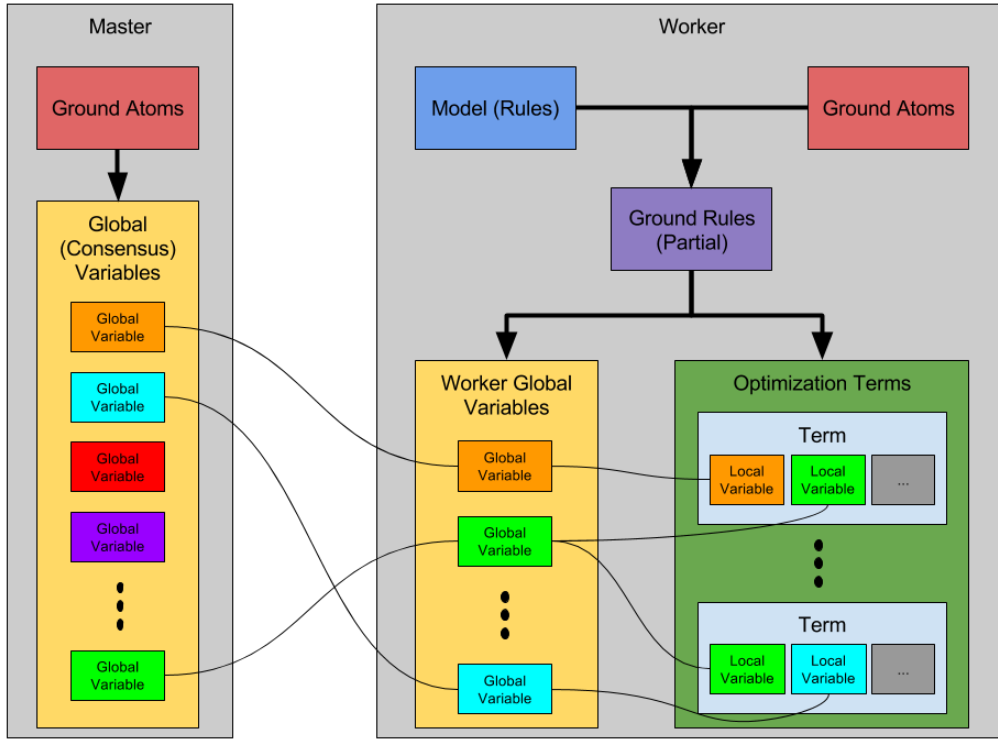 Master
Ground Atoms
Global
(Consensus)
Variables
Global
Variable
Global
Variable
Global
Variable
Global
Variable
Global
Variable
Worker
Model (Rules)
Ground Atoms
Ground Rules
(Partial)
Worker Global
Variables
Global
Variable
Global
Variable
Global
Variable
Optimization Terms
Term
Local
Variable
Local
Variable
...
Term
Local
Variable
Local
Variable
...